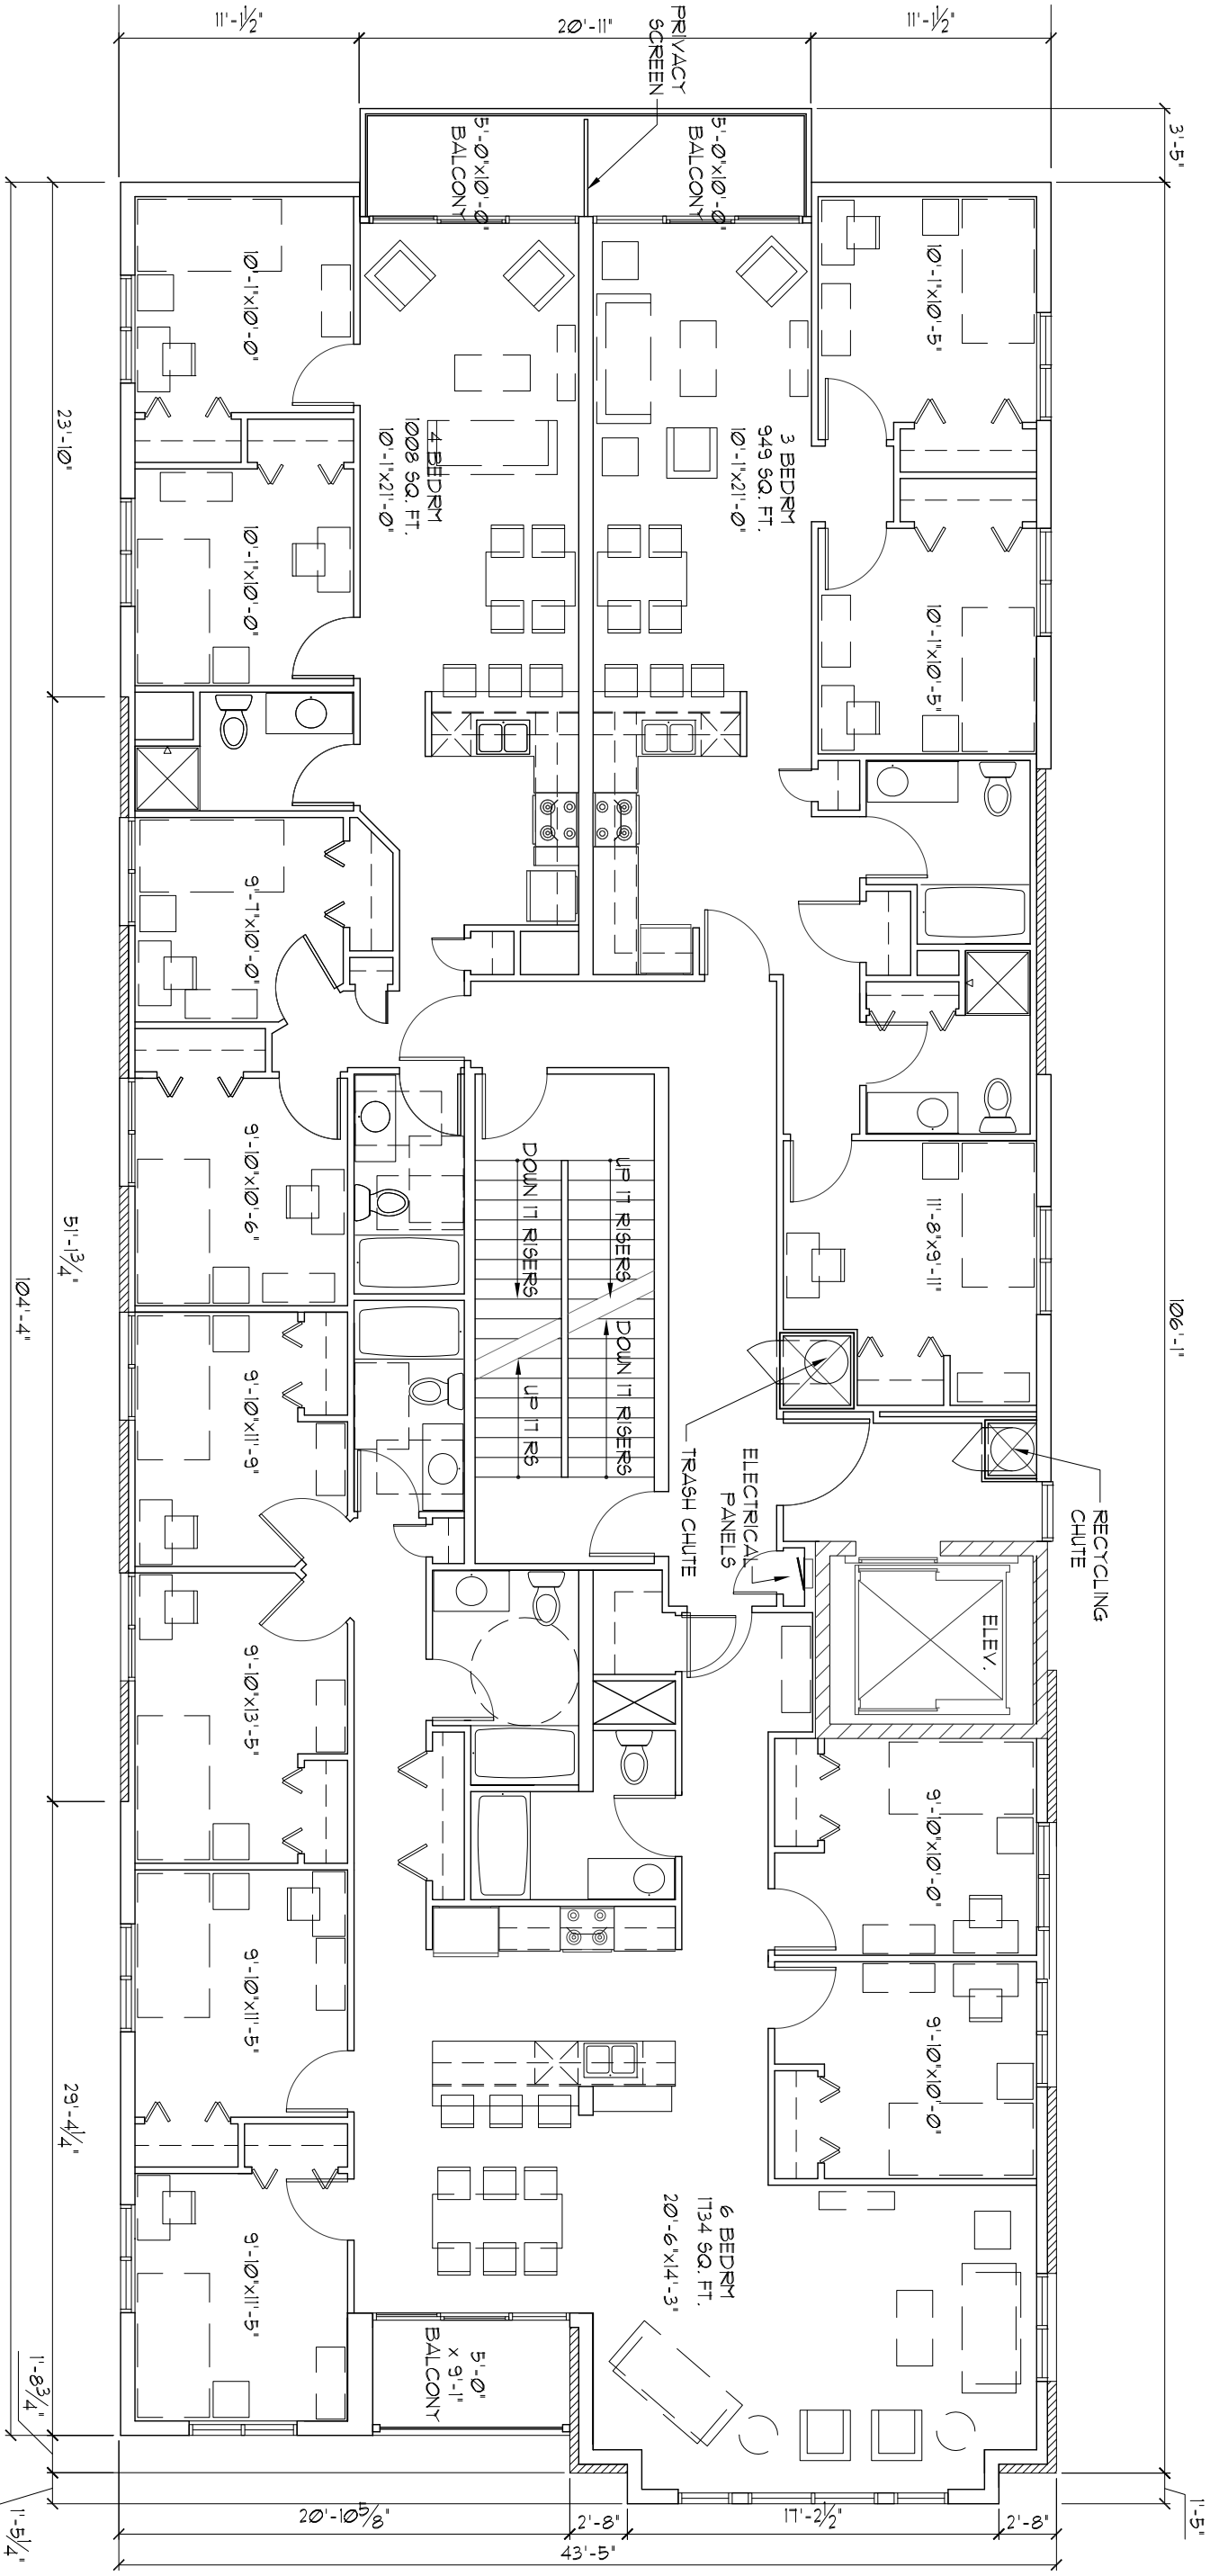 11'-1/2"
20'-11"
11'-1/2"
PRIVACY
SCREEN
3'-5"
5'-0"x10'-0"
BALCONY
5'-0"x10'-0"
BALCONY
10'-1"x10'-0"
10'-1"x10'-5"
4 BEDRM
1008 SQ. FT.
10'-1"x21'-0"
3 BEDRM
949 SQ. FT.
10'-1"x21'-0"
23'-10"
10'-1"x10'-0"
10'-1"x10'-5"
9'-7"x10'-0"
9'-10"x10'-6"
11'-8"x9'-11"
DOWN 17 RISERS
UP 17 RISERS
DOWN 17 RISERS
UP 17 RS
51'-1 3/4"
104'-4"
106'-1"
TRASH CHUTE
ELECTRICAL
PANELS
RECYCLING
CHUTE
ELEV.
9'-10"x11'-9"
9'-10"x13'-5"
9'-10"x10'-0"
9'-10"x11'-5"
9'-10"x10'-0"
29'-4 1/4"
6 BEDRM
1734 SQ. FT.
20'-6"x14'-3"
9'-10"x11'-5"
5'-0"
x 9'-1"
BALCONY
1'-8 3/4"
1'-5 1/4"
1'-5"
20'-10 5/8"
2'-8"
17'-2 1/2"
2'-8"
43'-5"